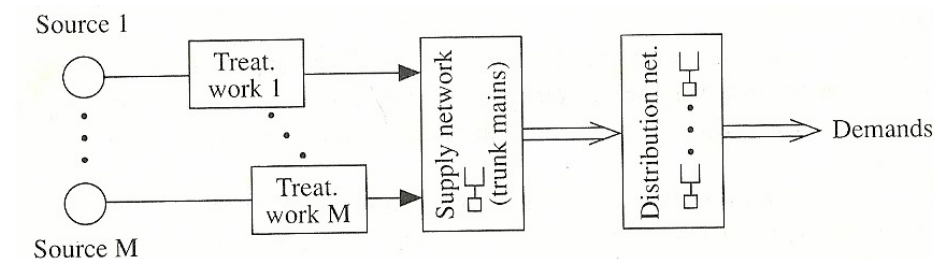 Source 1
Treat.
work 1
Supply network
(trunk mains)
Distribution net.
Demands
Treat.
work M
Source M